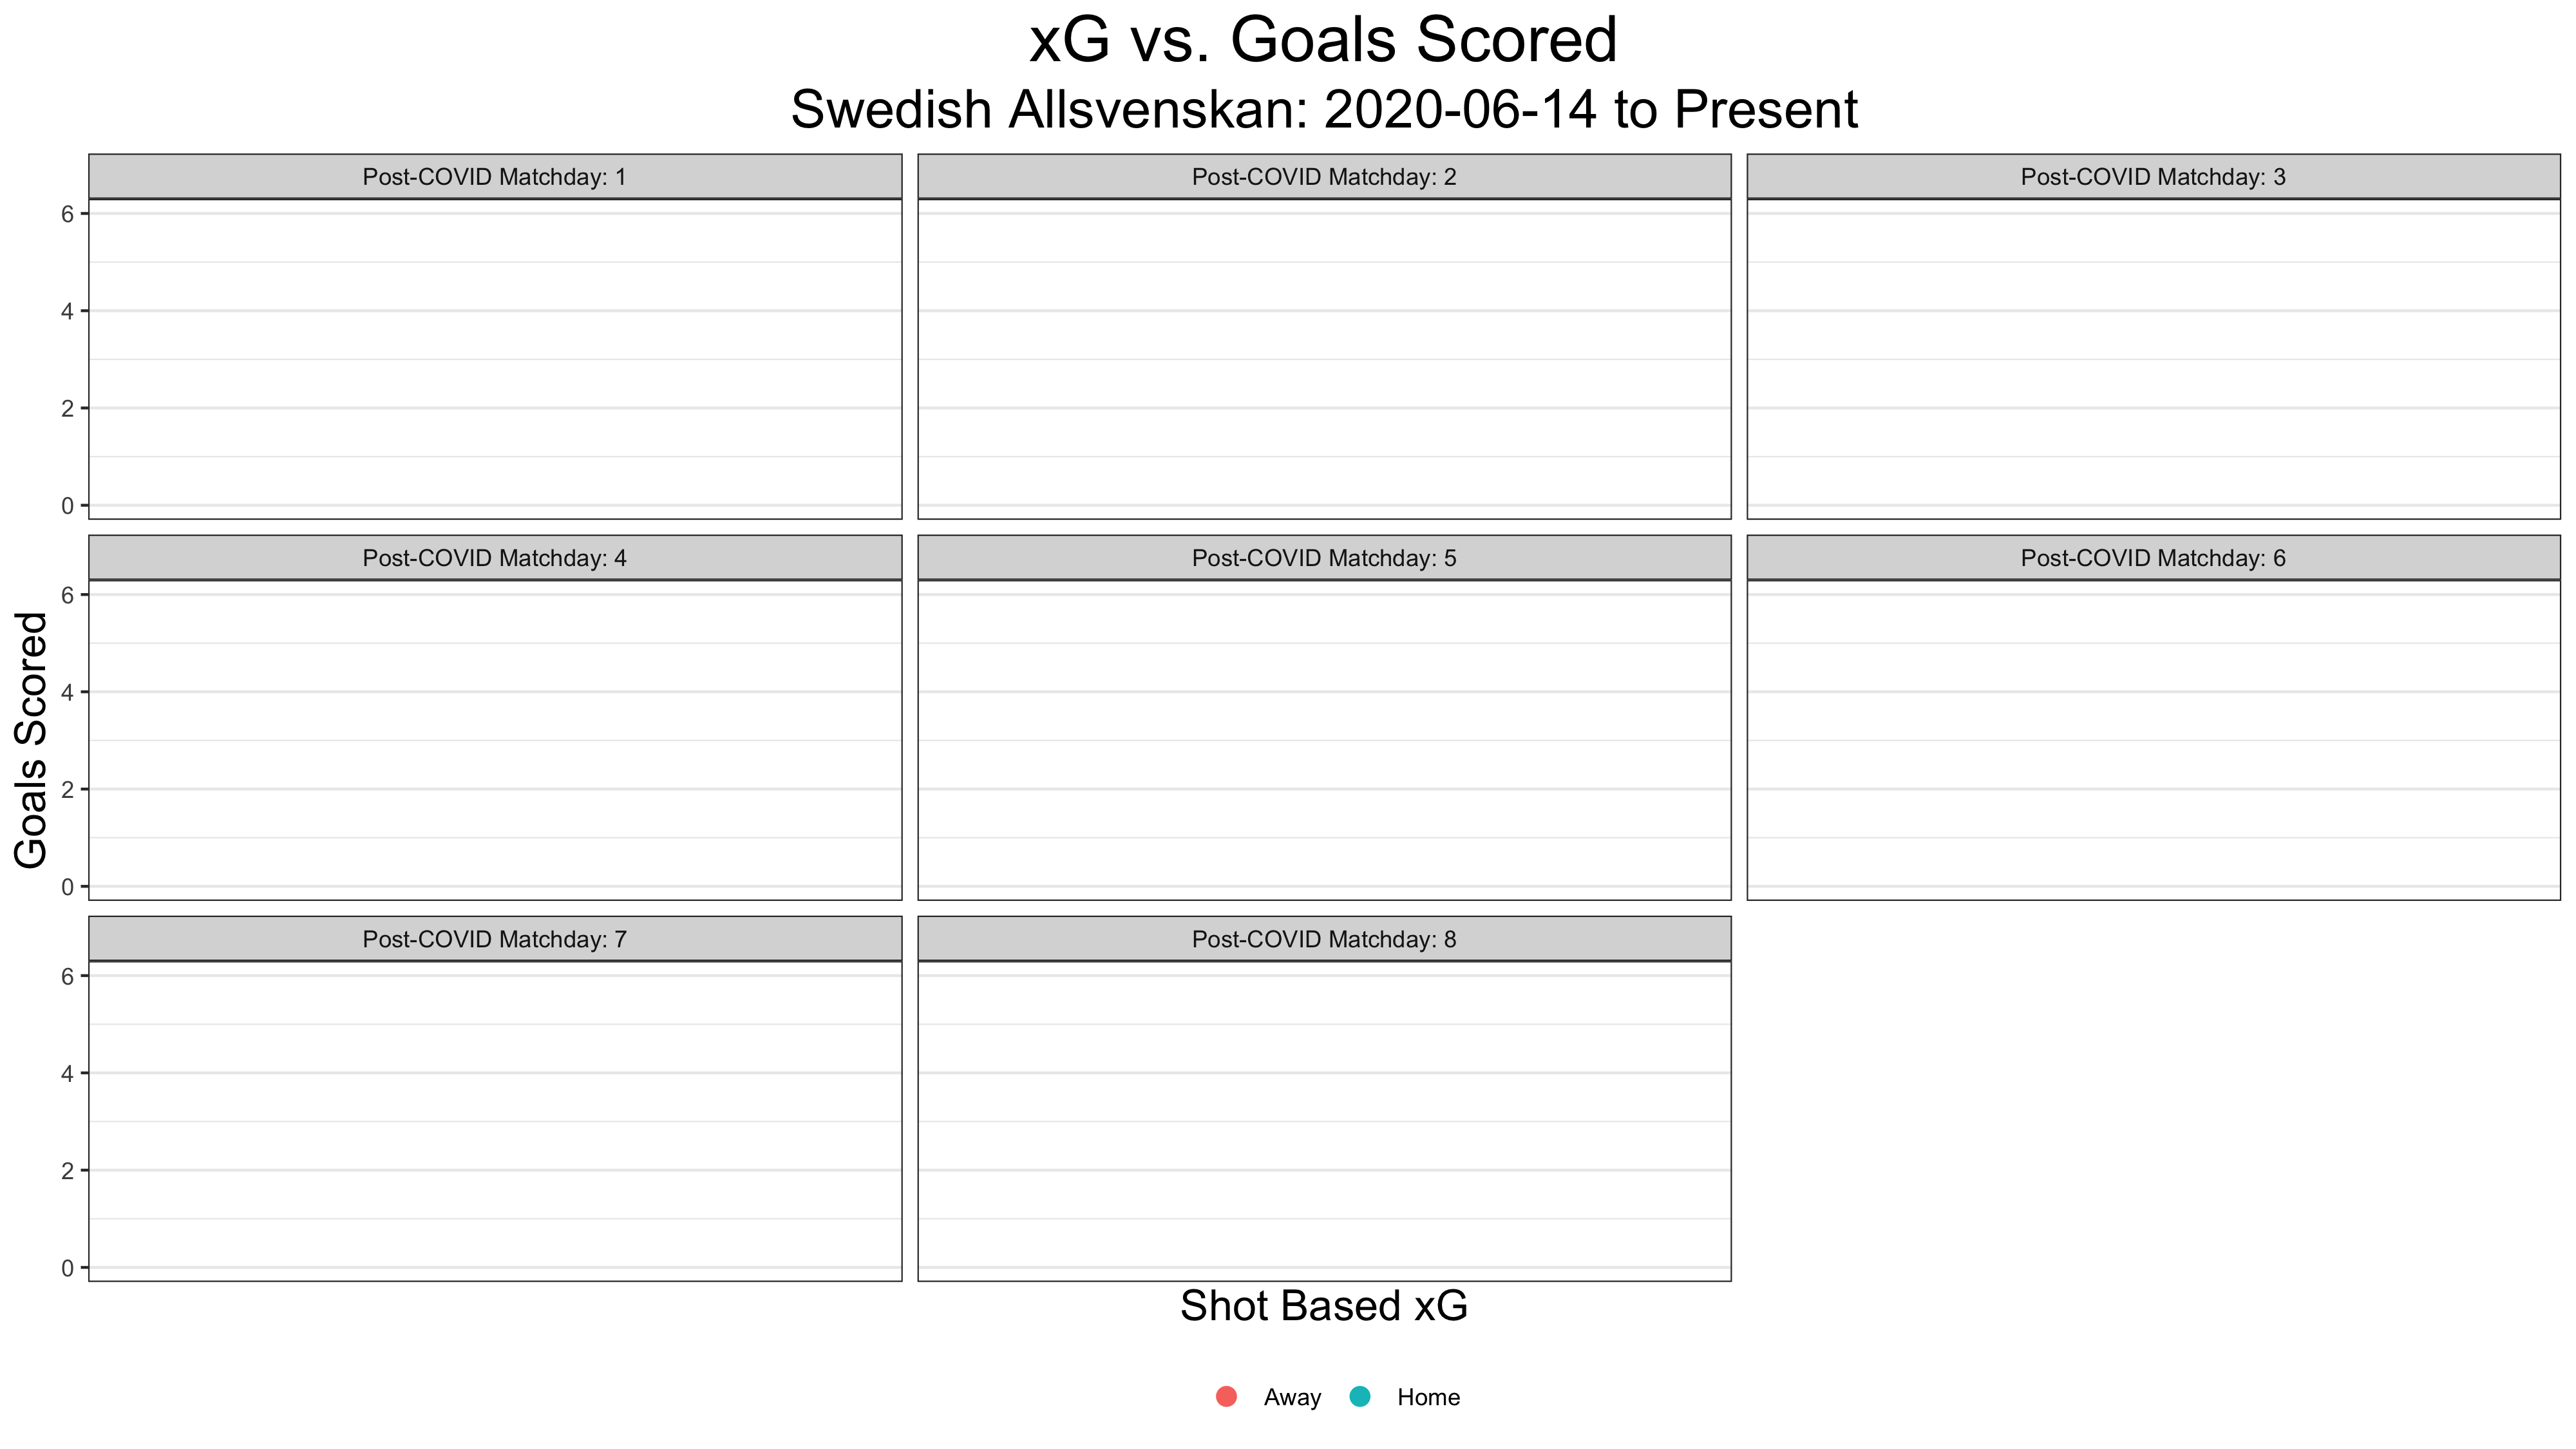 xG vs. Goals Scored
Swedish Allsvenskan: 2020-06-14 to Present
Post-COVID Matchday: 1
Post-COVID Matchday: 2
Post-COVID Matchday: 3
6
4
2
0
Post-COVID Matchday: 4
Post-COVID Matchday: 5
Post-COVID Matchday: 6
Goals Scored
6
4
2
0
Post-COVID Matchday: 7
Post-COVID Matchday: 8
6
4
2
0
Shot Based xG
Away
Home